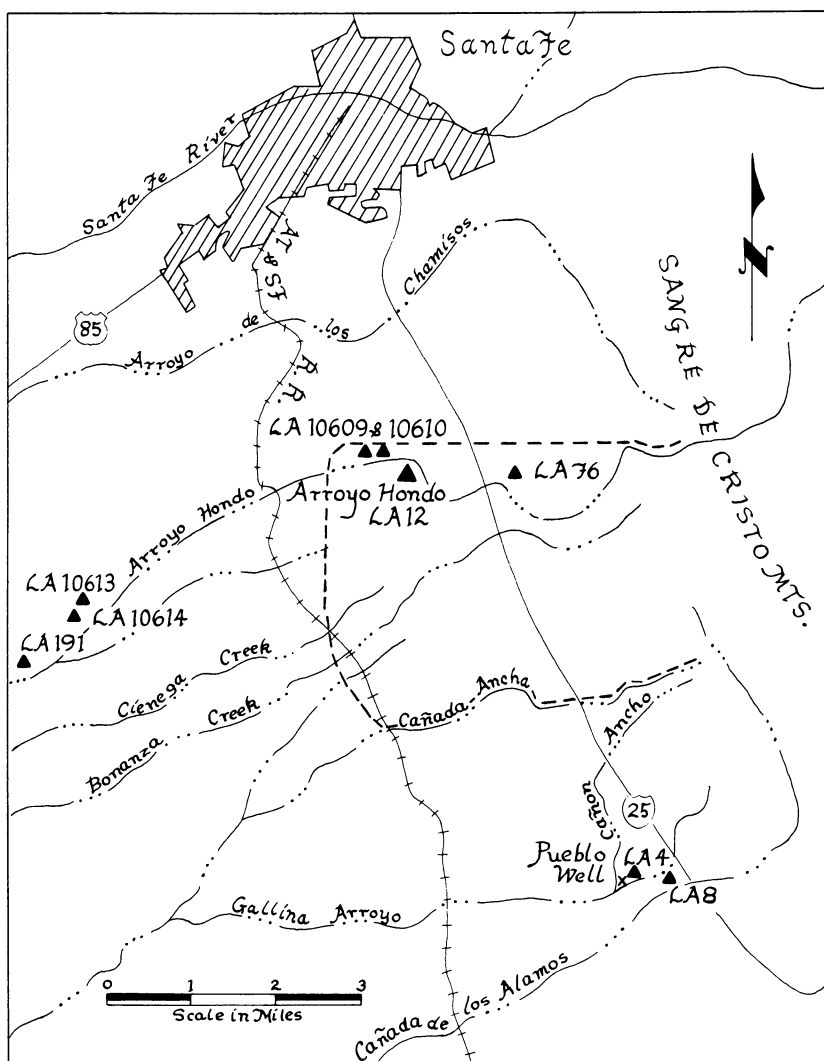 Santa Fe
Santa Fe River
AT & SF R.R.
Arroyo de los Chamisos
85
SANGRE DE CRISTO MTS.
LA 10609 & 10610
LA 76
Arroyo Hondo
LA 12
Arroyo Hondo
LA 10613
LA 10614
LA 191
Cienega Creek
Bonanza Creek
Cañada Ancha
Cañon Ancho
25
Pueblo
Well
x
LA 4
LA 8
Gallina Arroyo
Cañada de los Alamos
0 1 2 3
Scale in Miles
N